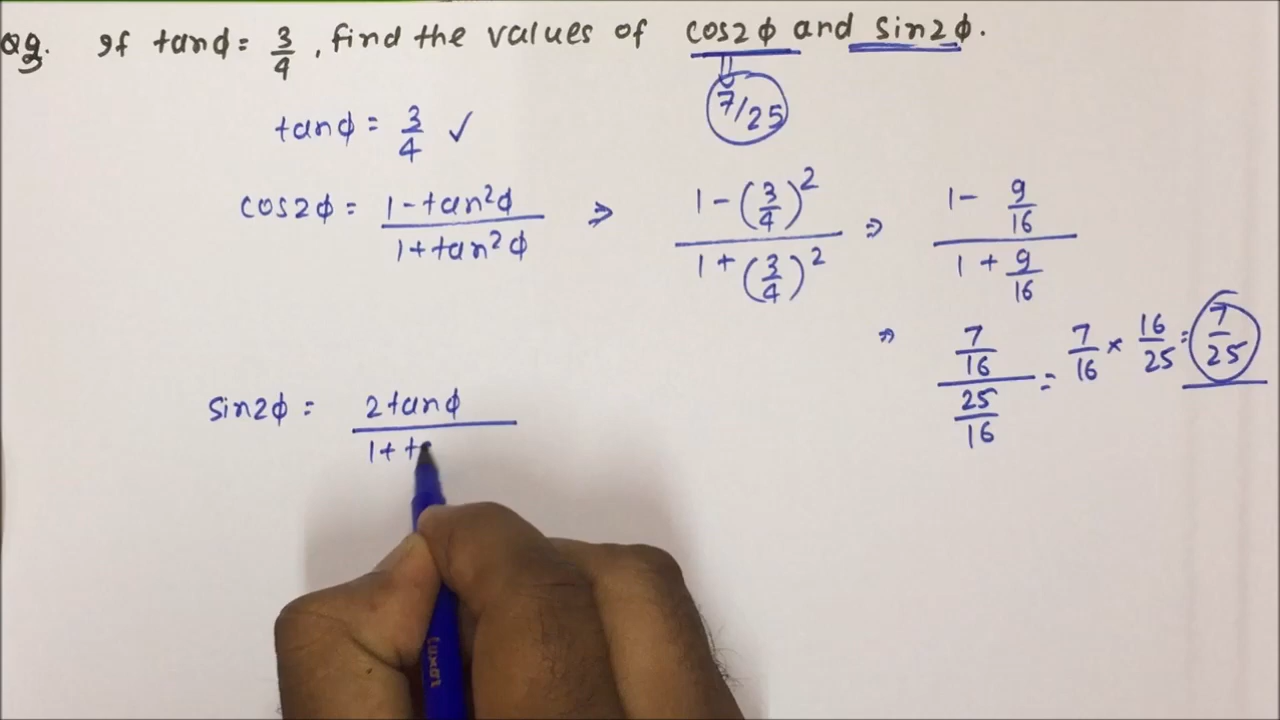 Q9. If tanϕ = 3/4, find the values of cos2ϕ and sin2ϕ.
⇓ 7/25
tanϕ = 3/4 ✓
cos2ϕ = (1-tan²ϕ)/(1+tan²ϕ) ⇒ (1-(3/4)²)/(1+(3/4)²) ⇒ (1-9/16)/(1+9/16)
⇒ (7/16)/(25/16) = 7/16 × 16/25 = 7/25
sin2ϕ = 2tanϕ/1+t
Luxor